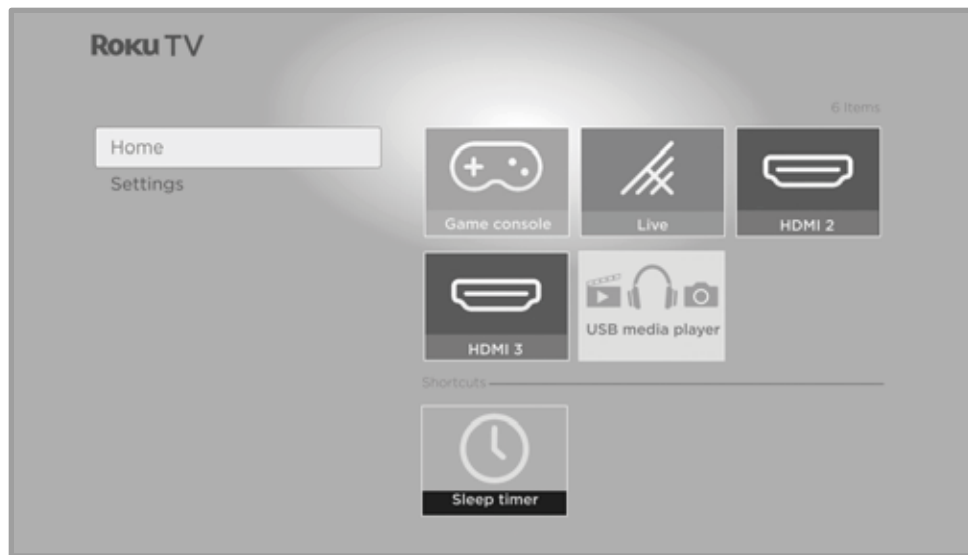 Roku TV
6 Items
Home
Settings
Game console
Live
HDMI 2
HDMI 3
USB media player
Shortcuts
Sleep timer